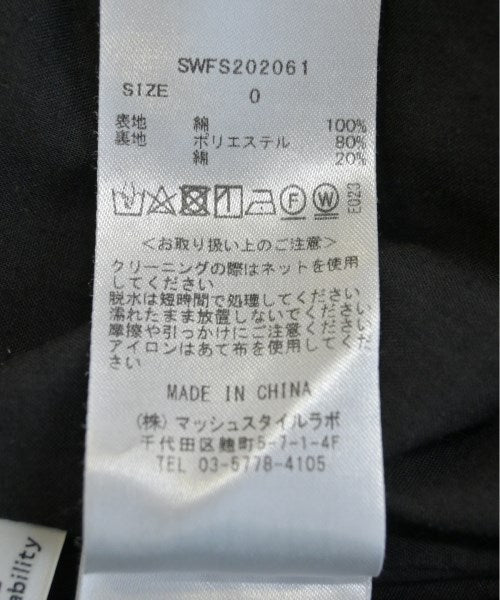 SWFS202061
SIZE 0
表地 綿 100%
裏地 ポリエステル 80%
綿 20%
F W E023
＜お取り扱い上のご注意＞
クリーニングの際はネットを使用
してください
脱水は短時間で処理してください
濡れたまま放置しないでください
摩擦や引っかけにご注意ください
アイロンはあて布を使用してくだ
さい
MADE IN CHINA
(株)マッシュスタイルラボ
千代田区麹町5-7-1-4F
TEL 03-5778-4105
ability